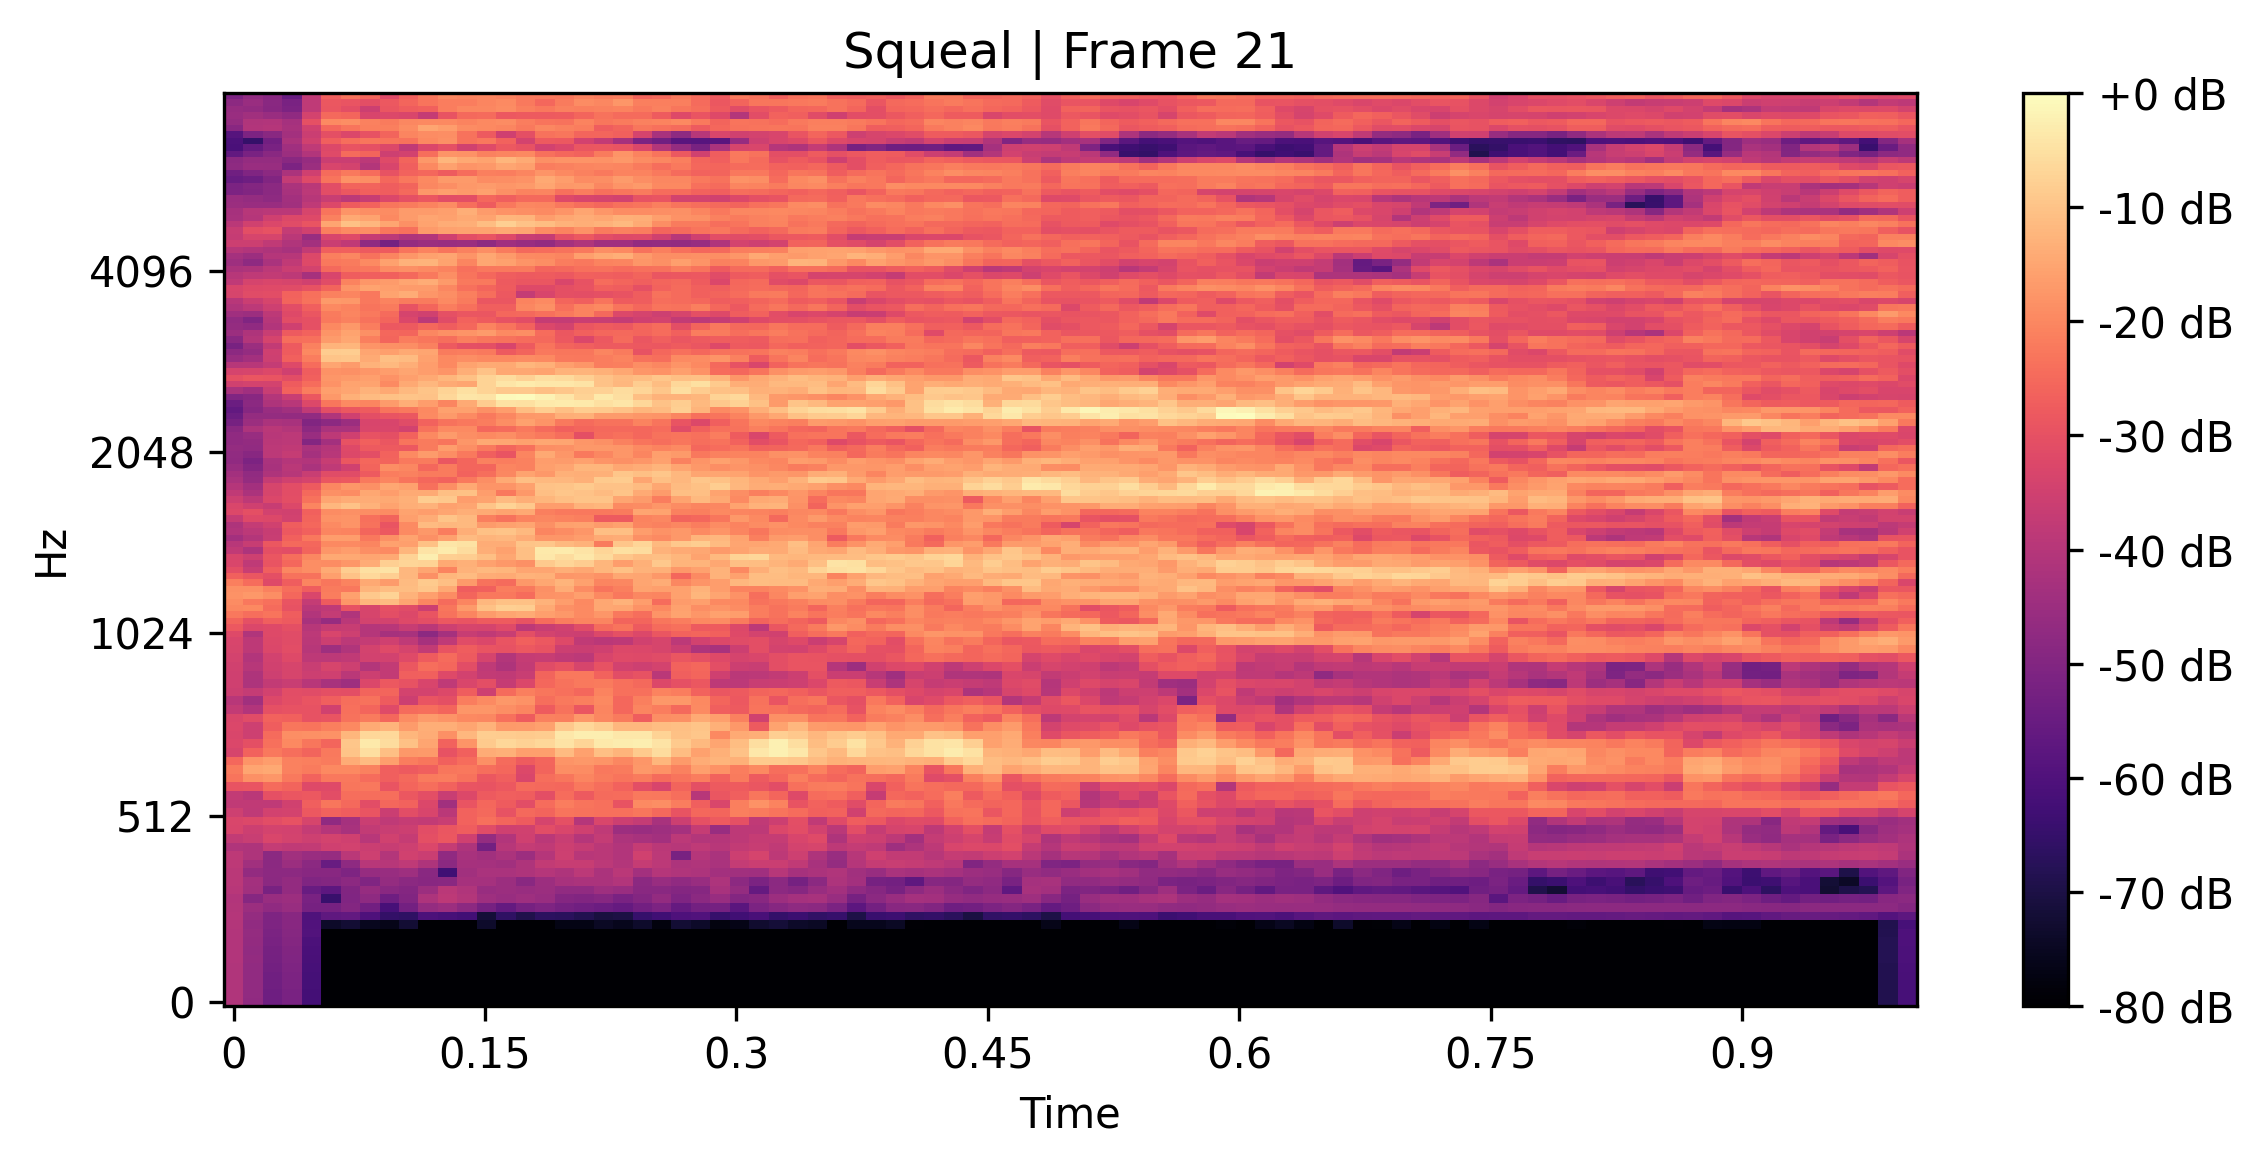 Squeal | Frame 21
Hz
4096
2048
1024
512
0
0 0.15 0.3 0.45 0.6 0.75 0.9
Time
+0 dB
-10 dB
-20 dB
-30 dB
-40 dB
-50 dB
-60 dB
-70 dB
-80 dB